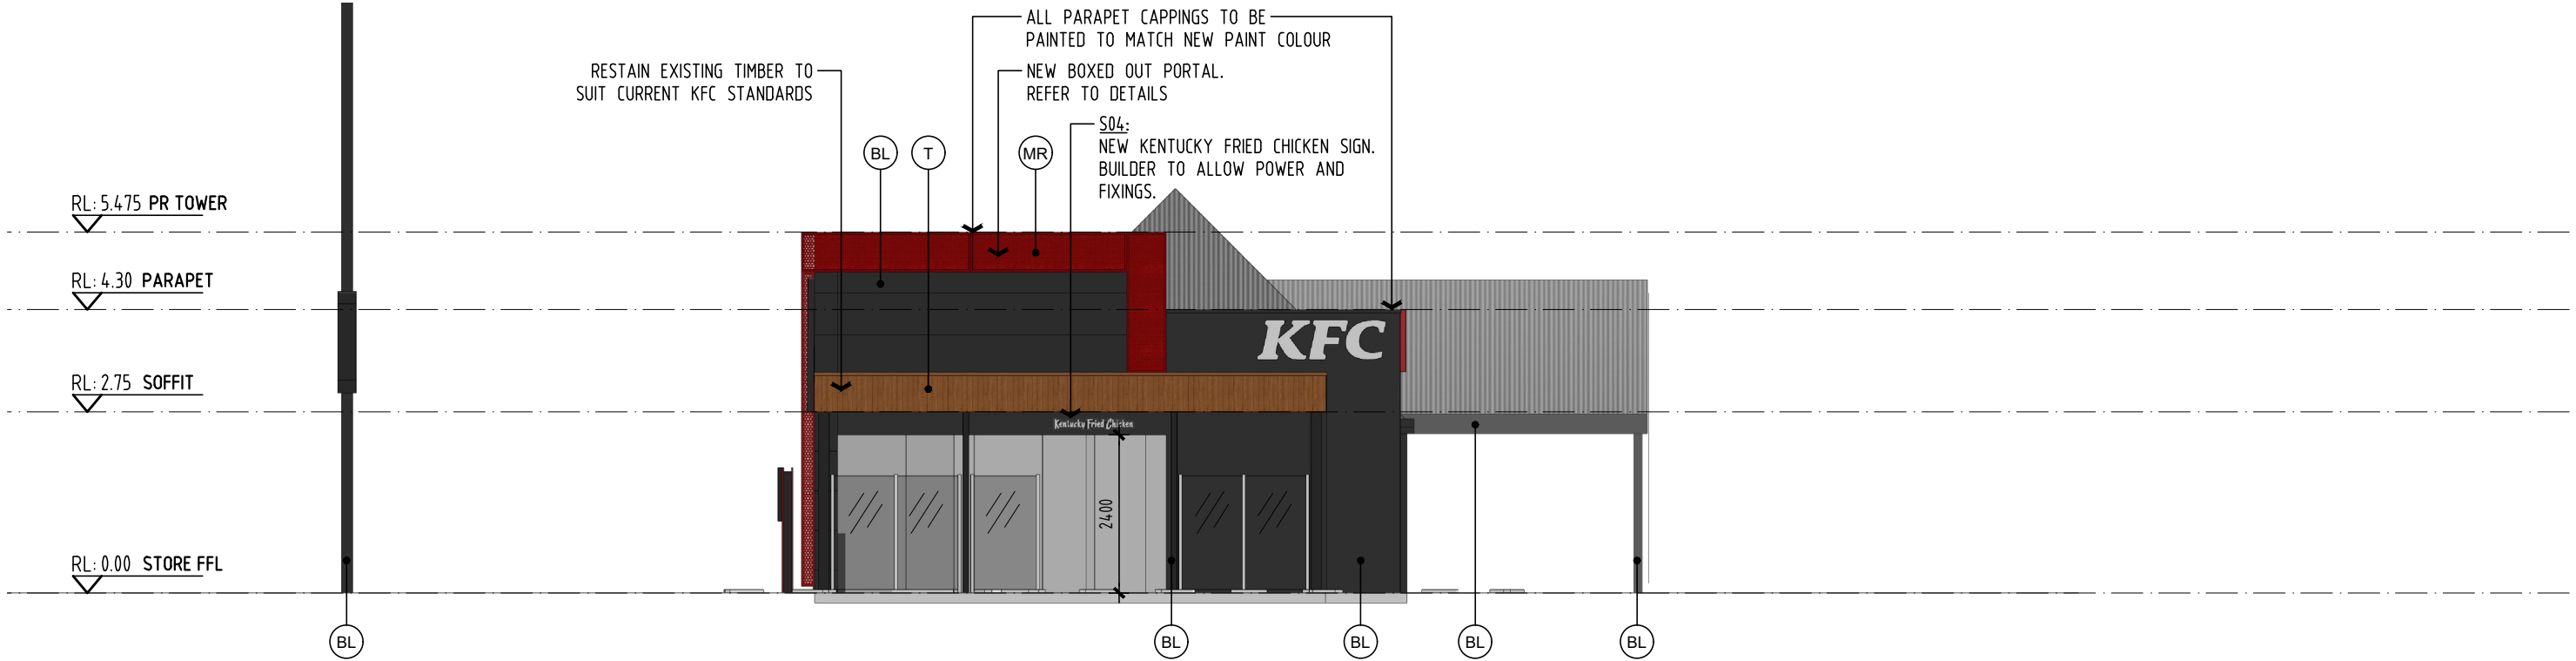 ALL PARAPET CAPPINGS TO BE
PAINTED TO MATCH NEW PAINT COLOUR
RESTAIN EXISTING TIMBER TO
SUIT CURRENT KFC STANDARDS
NEW BOXED OUT PORTAL.
REFER TO DETAILS
S04:
NEW KENTUCKY FRIED CHICKEN SIGN.
BUILDER TO ALLOW POWER AND
FIXINGS.
BL
T
MR
RL: 5.475 PR TOWER
RL: 4.30 PARAPET
KFC
RL: 2.75 SOFFIT
Kentucky Fried Chicken
2400
RL: 0.00 STORE FFL
BL
BL
BL
BL
BL